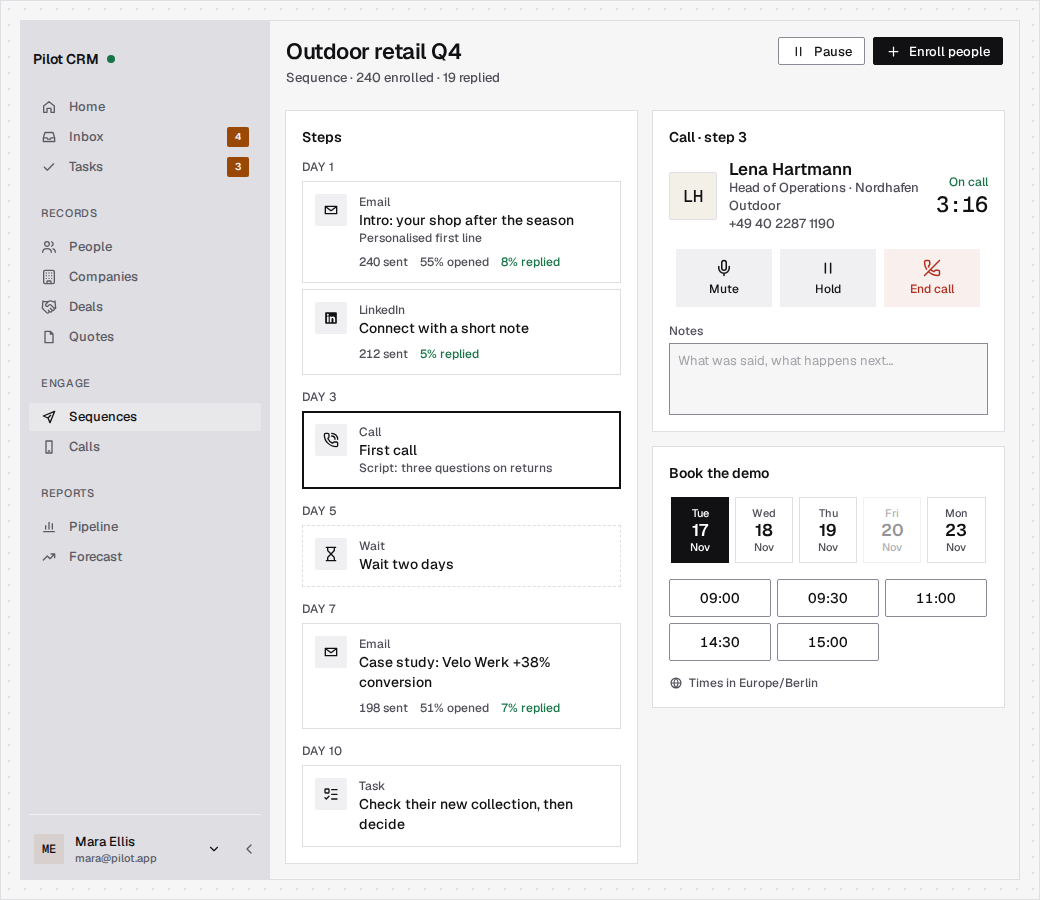 Pilot CRM
Home
Inbox
4
Tasks
3
RECORDS
People
Companies
Deals
Quotes
ENGAGE
Sequences
Calls
REPORTS
Pipeline
Forecast
ME
Mara Ellis
mara@pilot.app
Outdoor retail Q4
Sequence · 240 enrolled · 19 replied
Pause
Enroll people
Steps
DAY 1
Email
Intro: your shop after the season
Personalised first line
240 sent 55% opened 8% replied
LinkedIn
Connect with a short note
212 sent 5% replied
DAY 3
Call
First call
Script: three questions on returns
DAY 5
Wait
Wait two days
DAY 7
Email
Case study: Velo Werk +38%
conversion
198 sent 51% opened 7% replied
DAY 10
Task
Check their new collection, then
decide
Call · step 3
LH
Lena Hartmann
Head of Operations · Nordhafen
Outdoor
+49 40 2287 1190
On call
3:16
Mute
Hold
End call
Notes
What was said, what happens next…
Book the demo
Tue
17
Nov
Wed
18
Nov
Thu
19
Nov
Fri
20
Nov
Mon
23
Nov
09:00
09:30
11:00
14:30
15:00
Times in Europe/Berlin